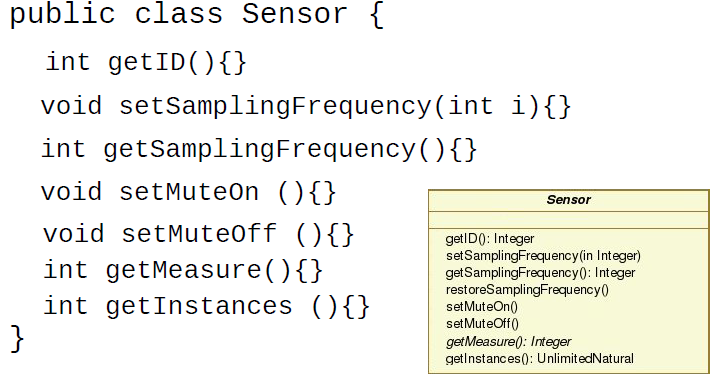 public class Sensor {
int getID(){}
void setSamplingFrequency(int i){}
int getSamplingFrequency(){}
void setMuteOn (){}
void setMuteOff (){}
int getMeasure(){}
int getInstances (){}
}
Sensor
getID(): Integer
setSamplingFrequency(in Integer)
getSamplingFrequency(): Integer
restoreSamplingFrequency()
setMuteOn()
setMuteOff()
getMeasure(): Integer
getInstances(): UnlimitedNatural